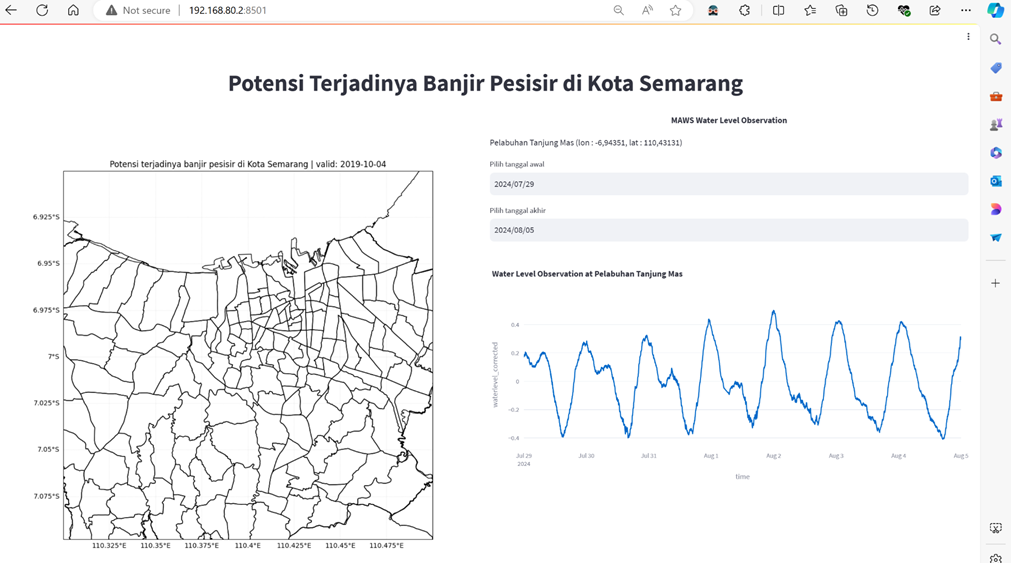 Not secure
192.168.80.2:8501
Potensi Terjadinya Banjir Pesisir di Kota Semarang
Potensi terjadinya banjir pesisir di Kota Semarang | valid: 2019-10-04
6.925°S
6.95°S
6.975°S
7°S
7.025°S
7.05°S
7.075°S
110.325°E 110.35°E 110.375°E 110.4°E 110.425°E 110.45°E 110.475°E
MAWS Water Level Observation
Pelabuhan Tanjung Mas (lon : -6,94351, lat : 110,43131)
Pilih tanggal awal
2024/07/29
Pilih tanggal akhir
2024/08/05
Water Level Observation at Pelabuhan Tanjung Mas
waterlevel_corrected
0.4
0.2
0
−0.2
−0.4
Jul 29 Jul 30 Jul 31 Aug 1 Aug 2 Aug 3 Aug 4 Aug 5
2024
time